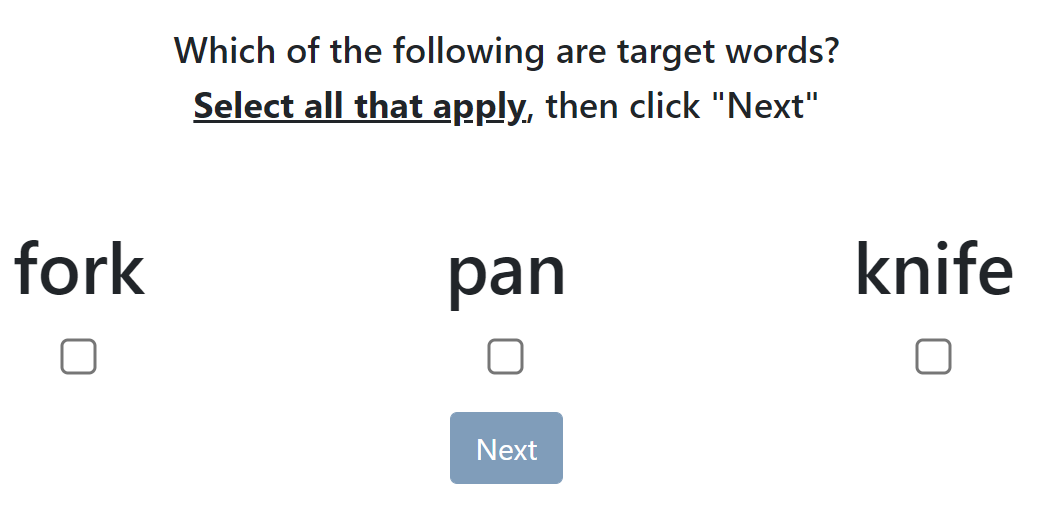 Which of the following are target words?
Select all that apply, then click "Next"
fork pan knife
Next